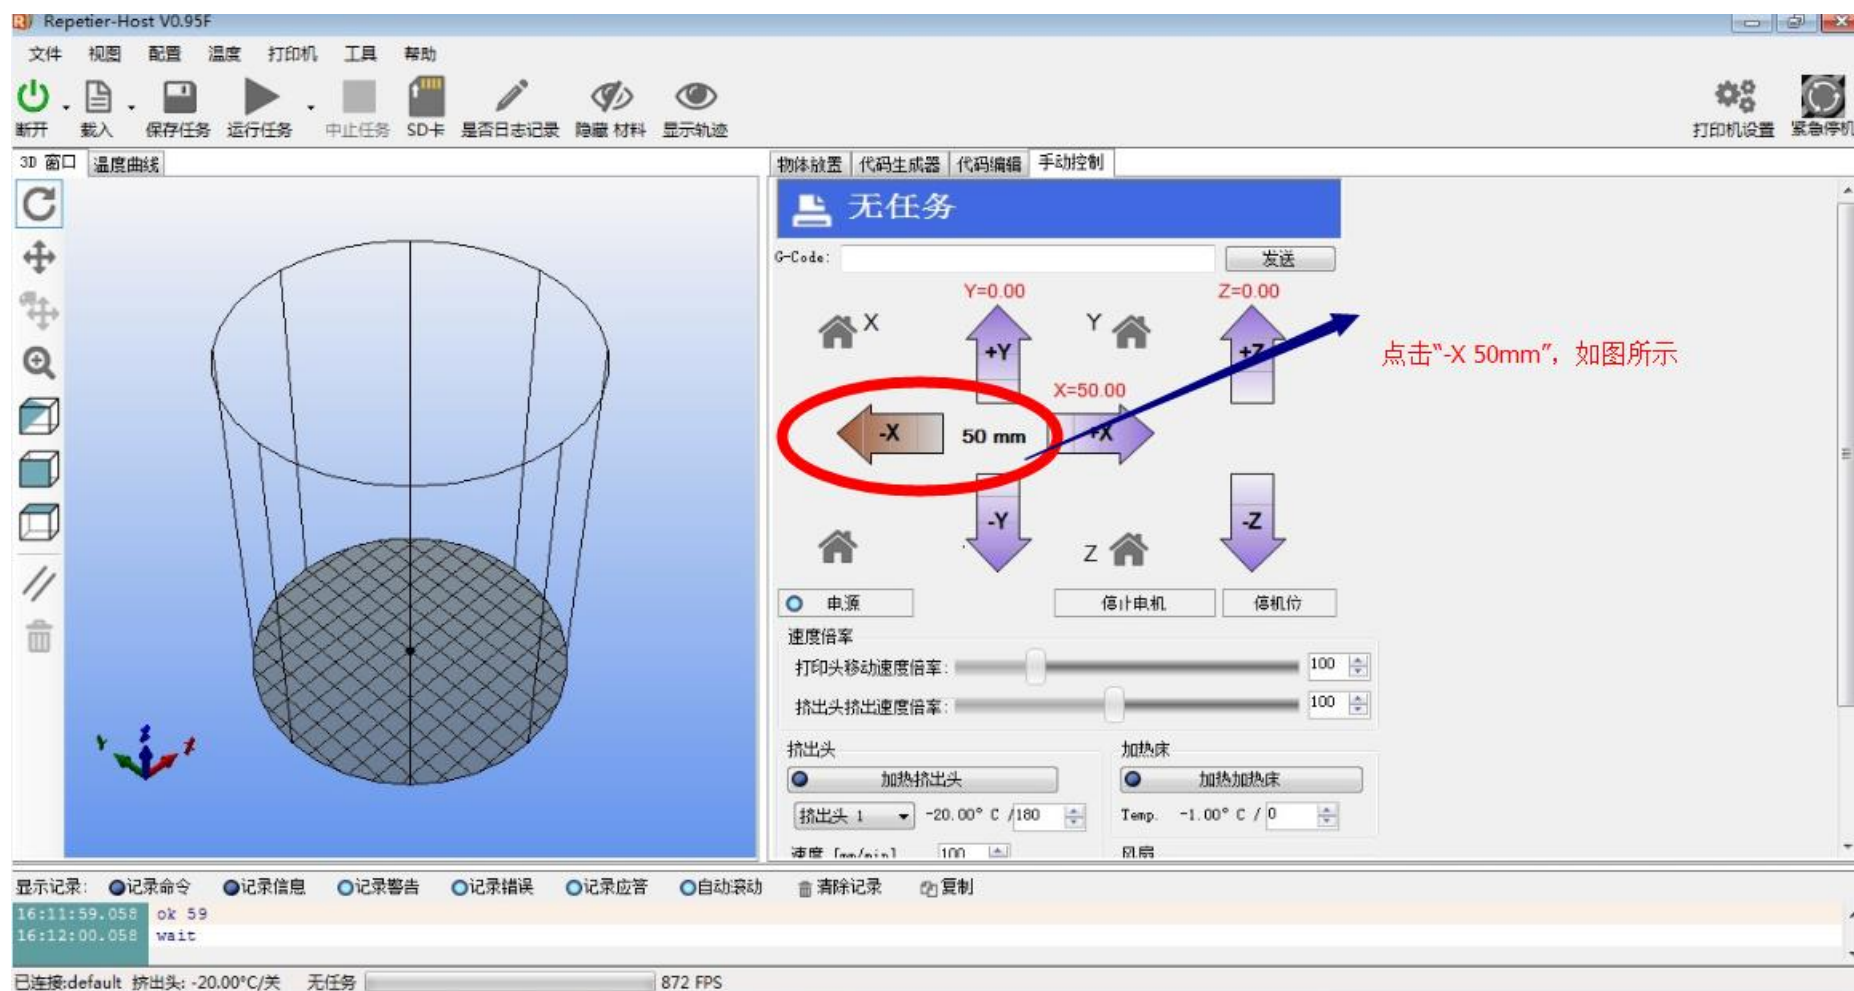 Repetier-Host V0.95F
文件 视图 配置 温度 打印机 工具 帮助
断开 载入 保存任务 运行任务 中止任务 SD卡 是否日志记录 隐藏 材料 显示轨迹 打印机设置 紧急停机
3D 窗口 温度曲线 物体放置 代码生成器 代码编辑 手动控制
无任务
G-Code: 发送
Y=0.00 Z=0.00
X Y
+Y +Z
点击“-X 50mm”，如图所示
X=50.00
-X 50 mm +X
-Y -Z
Z
电源 停止电机 停机位
速度倍率
打印头移动速度倍率: 100
挤出头挤出速度倍率: 100
挤出头 加热床
加热挤出头 加热加热床
挤出头 1 -20.00° C / 180 Temp. -1.00° C / 0
速度 [mm/min] 100 风扇
显示记录: 记录命令 记录信息 记录警告 记录错误 记录应答 自动滚动 清除记录 复制
16:11:59.058 ok 59
16:12:00.058 wait
已连接:default 挤出头: -20.00°C/关 无任务 872 FPS